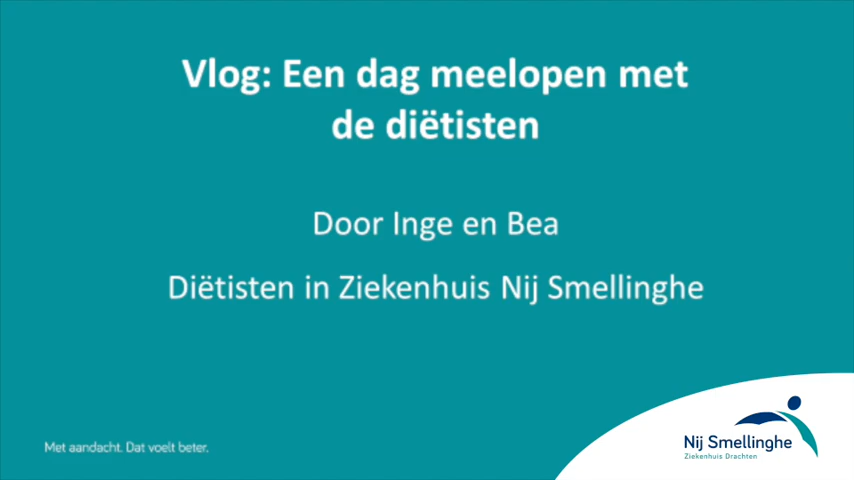 Vlog: Een dag meelopen met
de diëtisten
Door Inge en Bea
Diëtisten in Ziekenhuis Nij Smellinghe
Met aandacht. Dat voelt beter.
Nij Smellinghe
Ziekenhuis Drachten